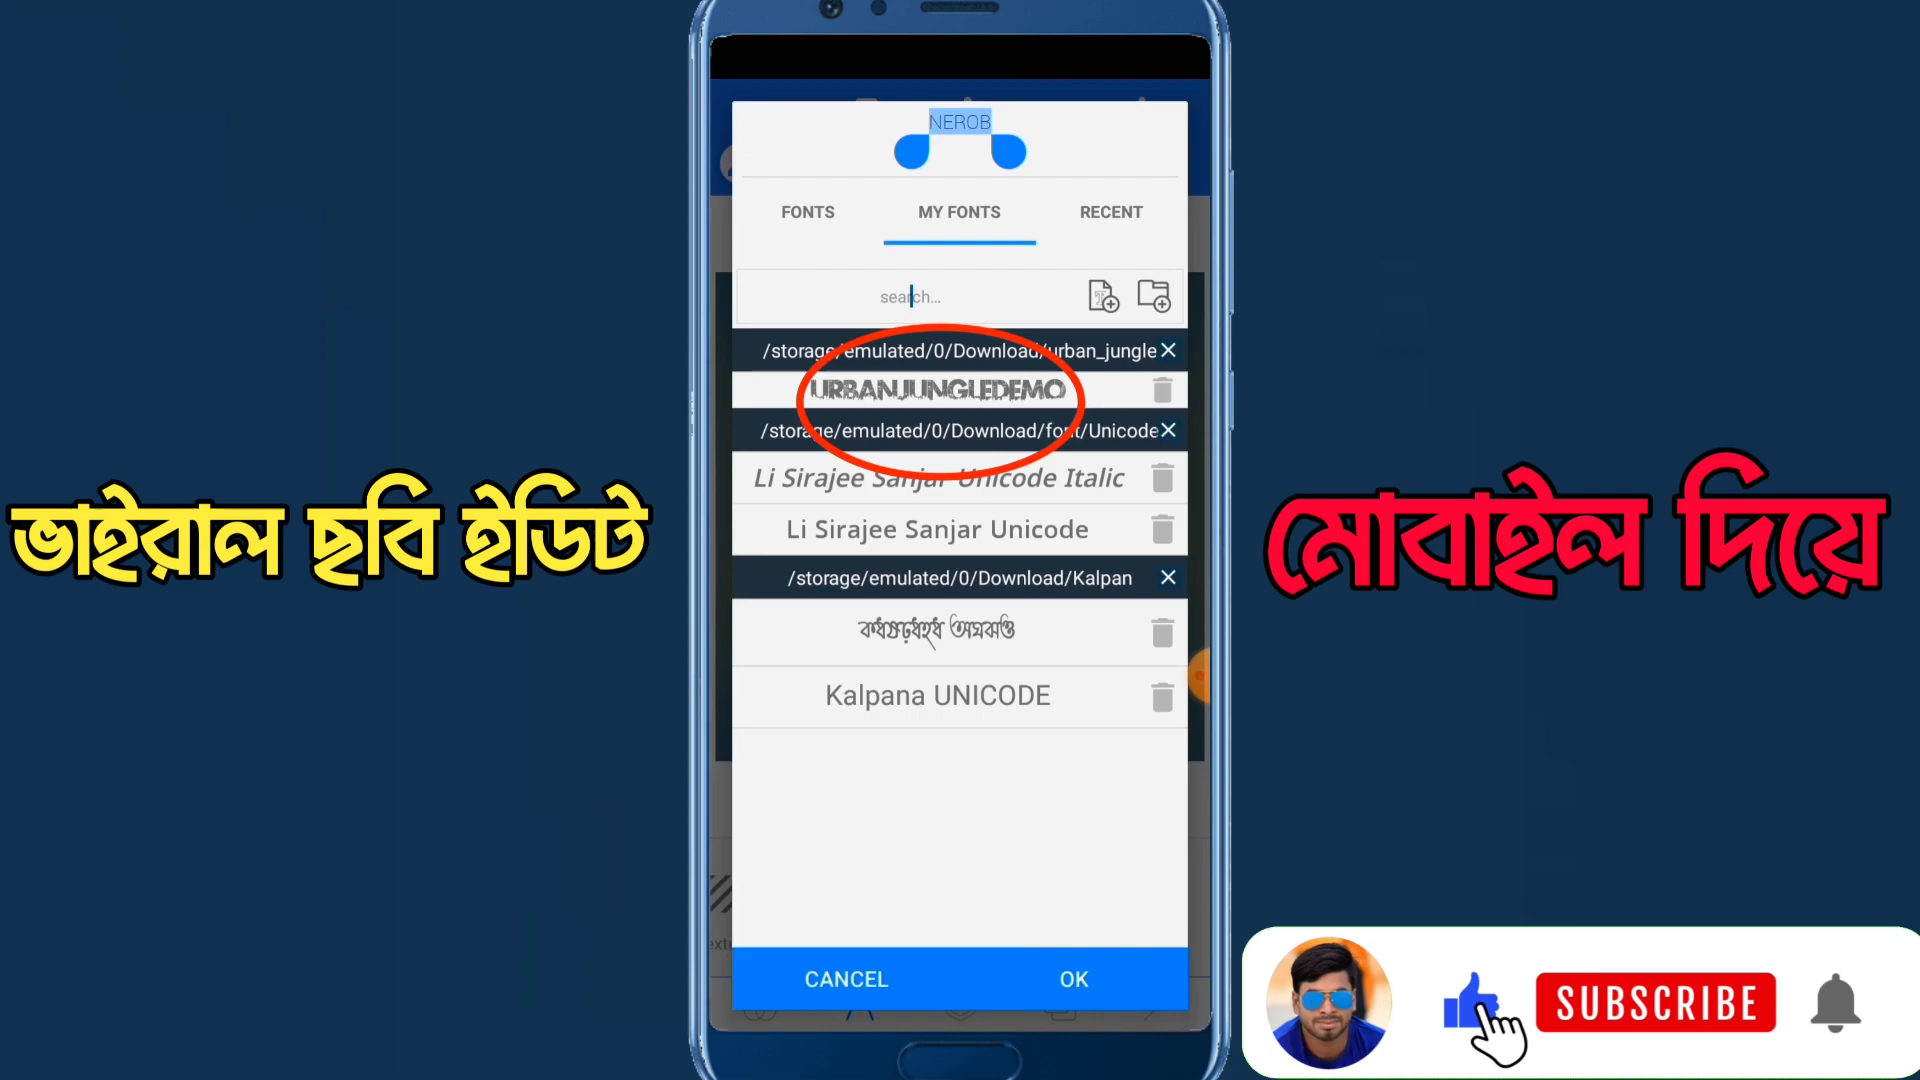 NEROB
FONTS
MY FONTS
RECENT
search...
/storage/emulated/0/Download/urban_jungle
URBANJUNGLEDEMO
/storage/emulated/0/Download/font/Unicode
Li Sirajee Sanjar Unicode Italic
Li Sirajee Sanjar Unicode
/storage/emulated/0/Download/Kalpan
Kalpana UNICODE
CANCEL
OK
ভাইরাল ছবি ইডিট
মোবাইল দিয়ে
SUBSCRIBE